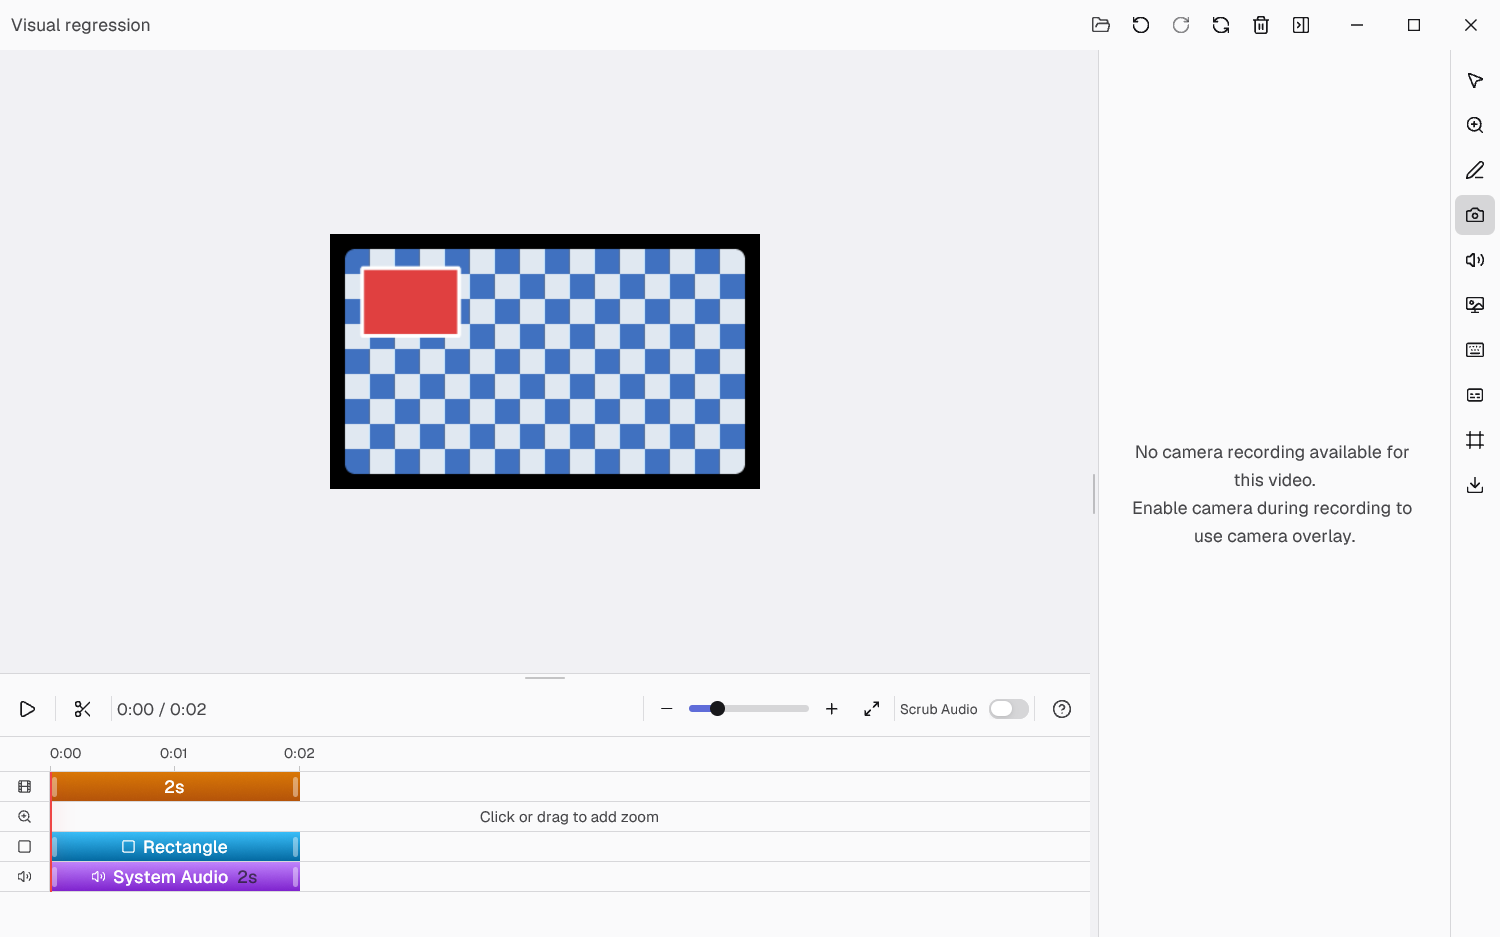 Visual regression
No camera recording available for
this video.
Enable camera during recording to
use camera overlay.
0:00 / 0:02
Scrub Audio
0:00
0:01
0:02
2s
Click or drag to add zoom
Rectangle
System Audio 2s